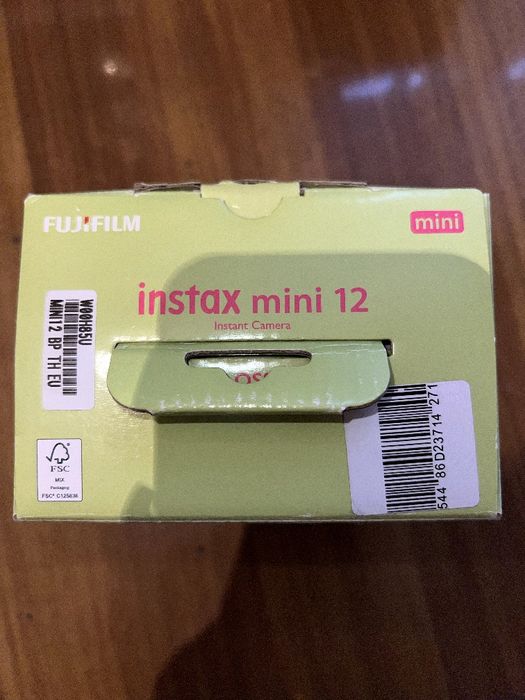 FUJIFILM
mini
instax mini 12
Instant Camera
W00H85U
MINI12 BP TH EU
FSC
MIX
Packaging
FSC® C125636
544 86D23714 271